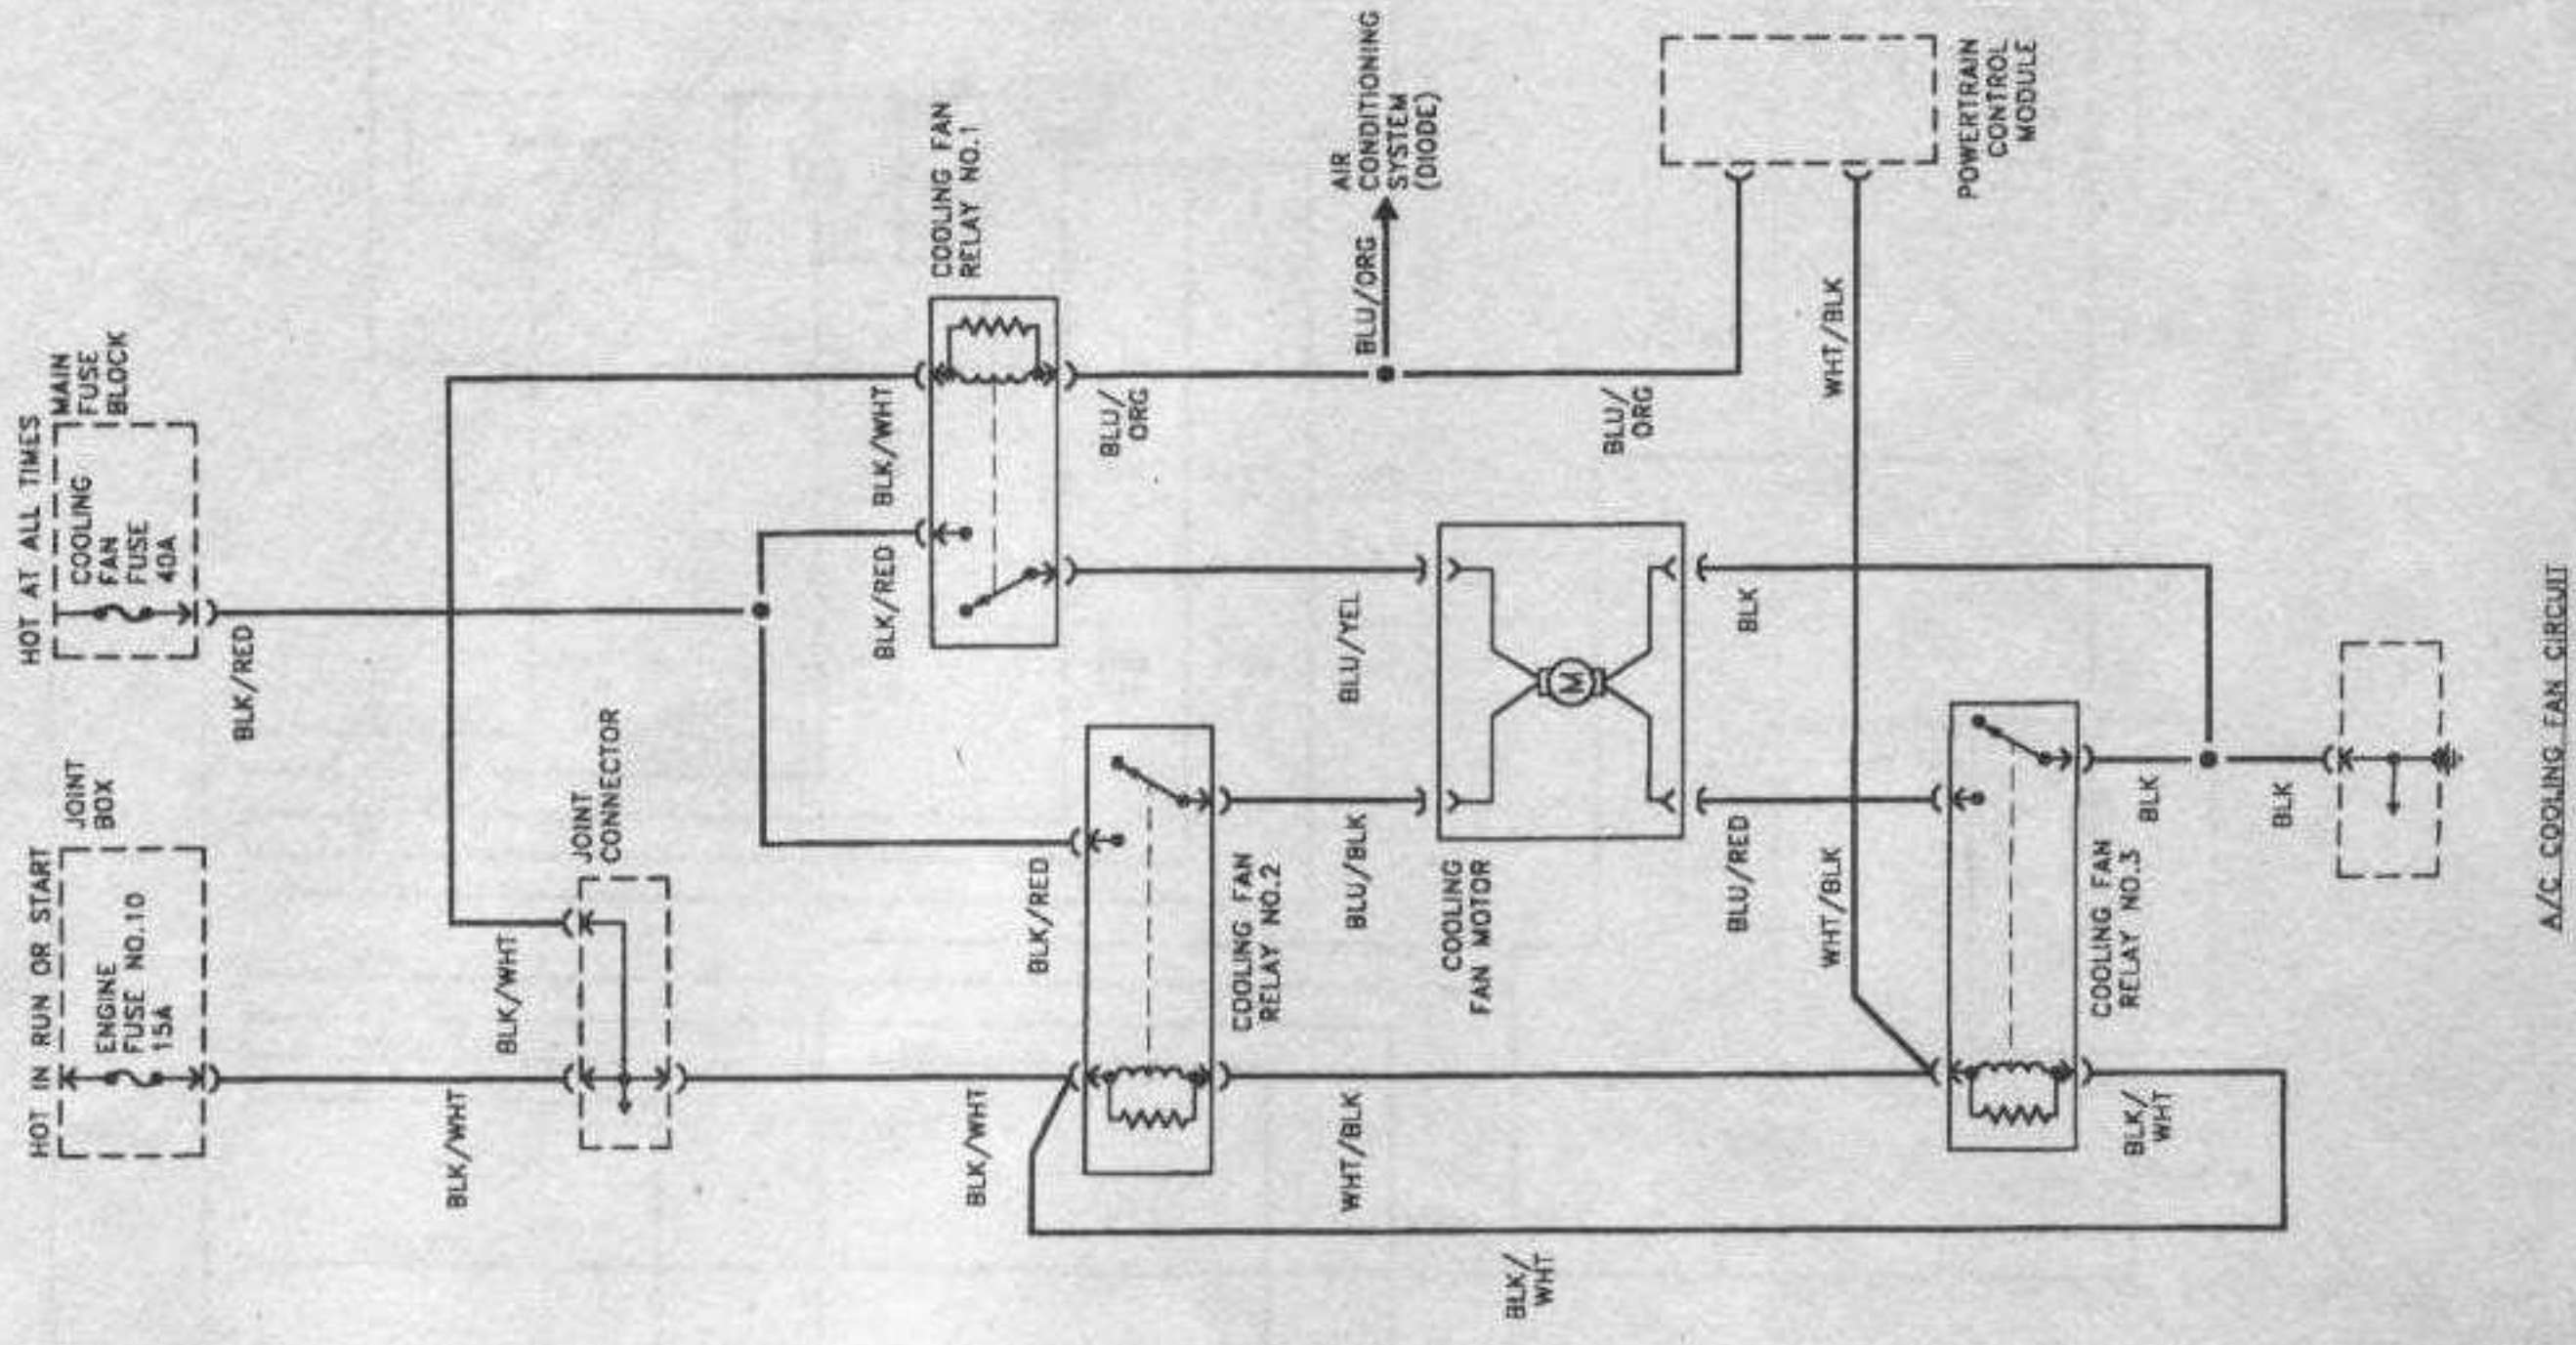 HOT IN RUN OR START
JOINT
BOX
ENGINE
FUSE NO.10
15A
HOT AT ALL TIMES
MAIN
FUSE
BLOCK
COOLING
FAN
FUSE
40A
BLK/RED
BLK/WHT
BLK/WHT
JOINT
CONNECTOR
BLK/WHT
BLK/RED
COOLING FAN
RELAY NO.1
BLK/WHT
BLK/RED
BLU/
ORG
COOLING FAN
RELAY NO.2
BLU/ORG
AIR
CONDITIONING
SYSTEM
(DIODE)
WHT/BLK
BLU/BLK
BLU/YEL
COOLING
FAN MOTOR
M
BLK/
WHT
BLU/
ORG
BLU/RED
BLK
WHT/BLK
WHT/BLK
POWERTRAIN
CONTROL
MODULE
COOLING FAN
RELAY NO.3
BLK/
WHT
BLK
BLK
A/C COOLING FAN CIRCUIT